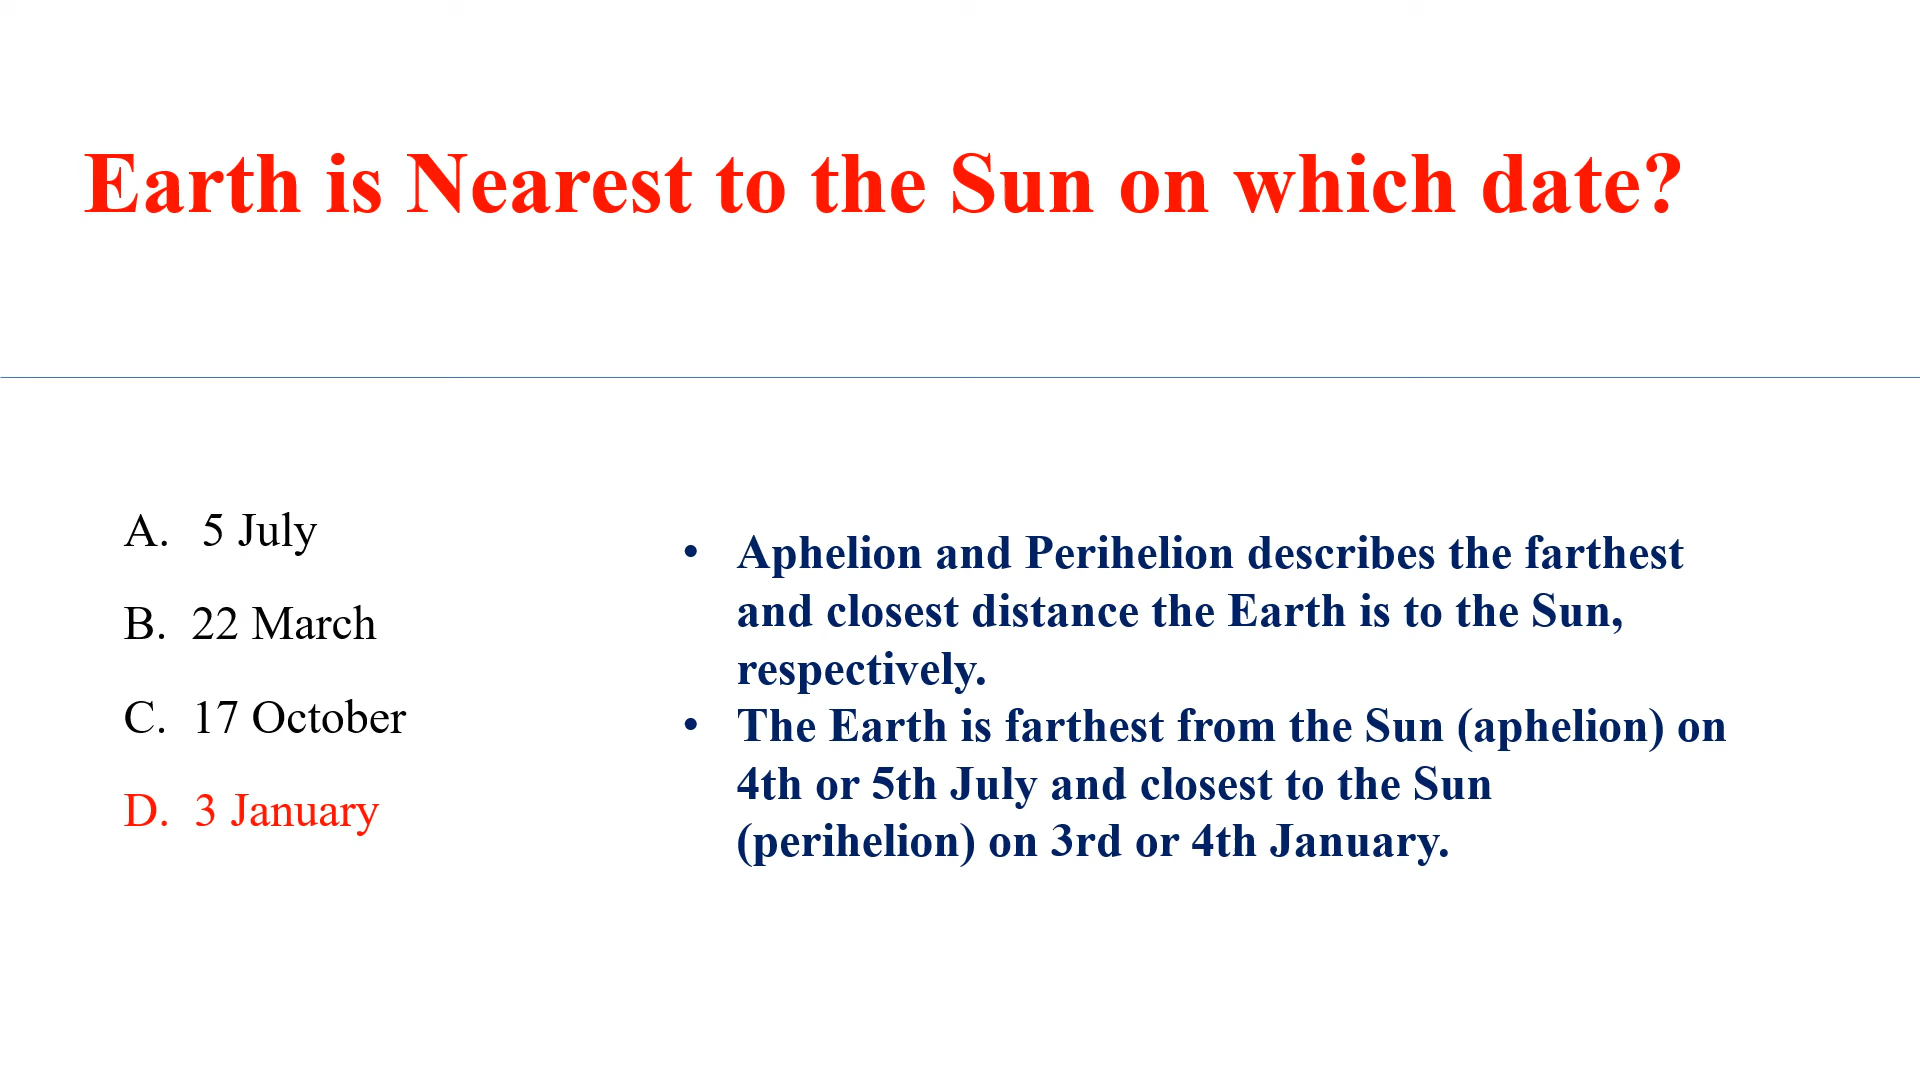 Earth is Nearest to the Sun on which date?
A. 5 July
B. 22 March
C. 17 October
D. 3 January
• Aphelion and Perihelion describes the farthest
and closest distance the Earth is to the Sun,
respectively.
• The Earth is farthest from the Sun (aphelion) on
4th or 5th July and closest to the Sun
(perihelion) on 3rd or 4th January.